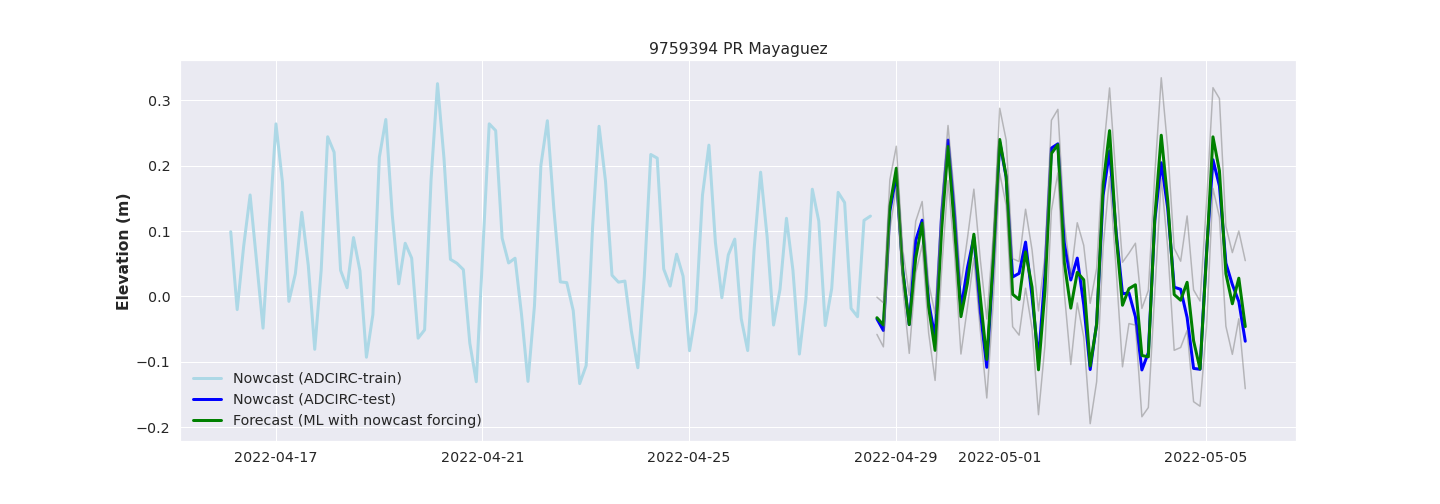 9759394 PR Mayaguez
Elevation (m)
0.3
0.2
0.1
0.0
−0.1
−0.2
Nowcast (ADCIRC-train)
Nowcast (ADCIRC-test)
Forecast (ML with nowcast forcing)
2022-04-17 2022-04-21 2022-04-25 2022-04-29 2022-05-01 2022-05-05